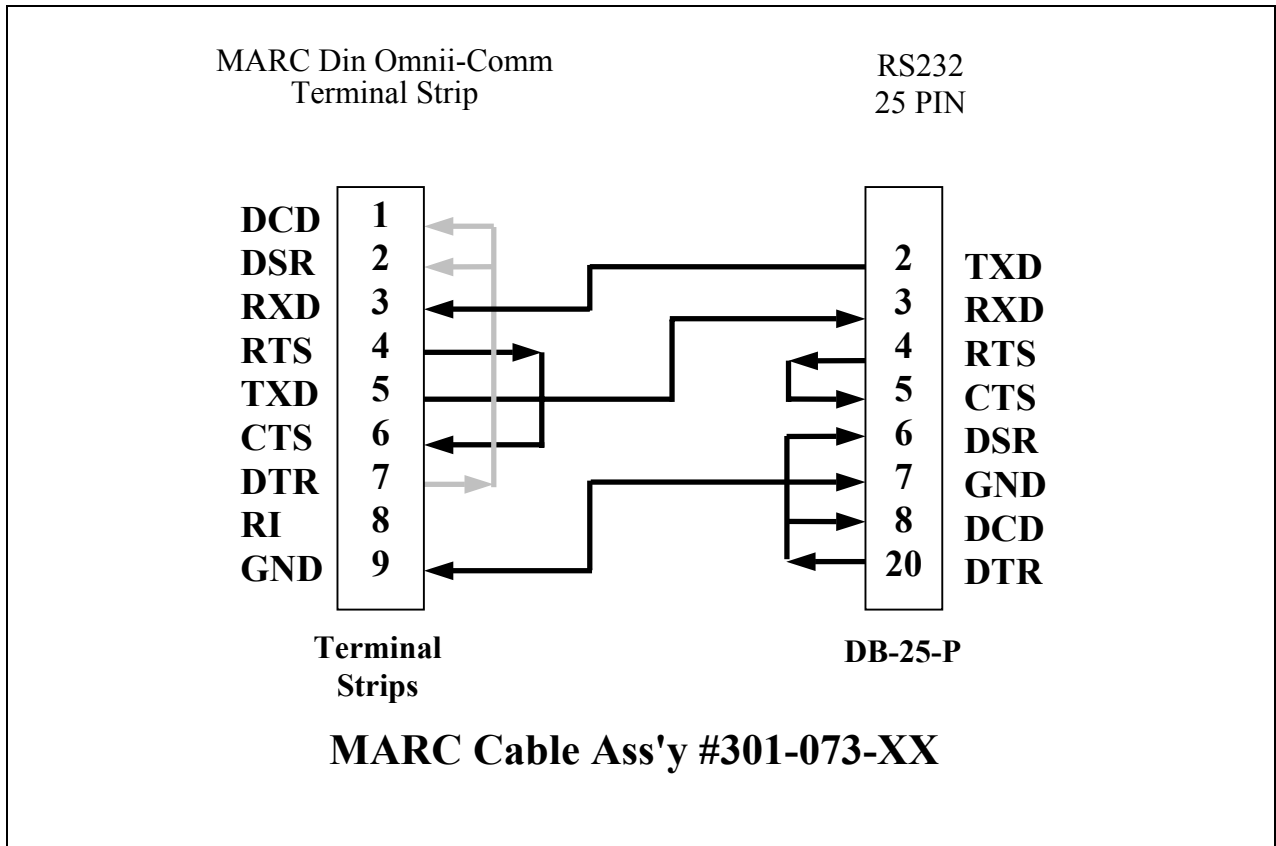 MARC Din Omnii-Comm
Terminal Strip
RS232
25 PIN
DCD 1
DSR 2
RXD 3
RTS 4
TXD 5
CTS 6
DTR 7
RI 8
GND 9
2 TXD
3 RXD
4 RTS
5 CTS
6 DSR
7 GND
8 DCD
20 DTR
Terminal
Strips
DB-25-P
MARC Cable Ass'y #301-073-XX